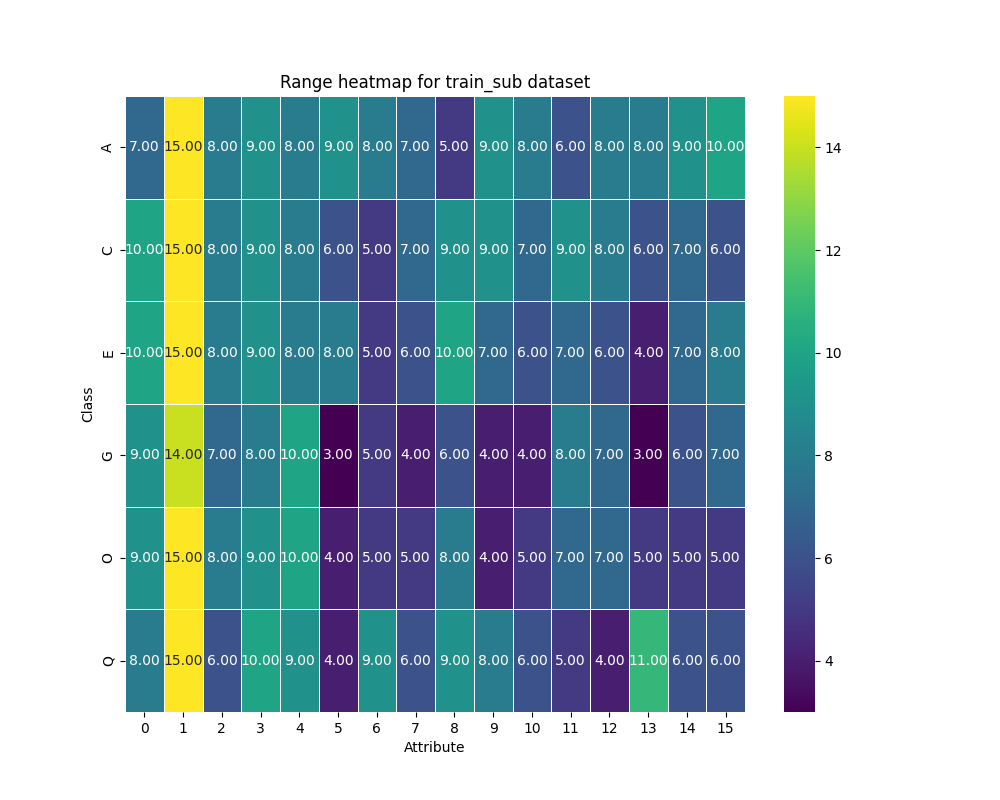 Range heatmap for train_sub dataset
A 7.00 15.00 8.00 9.00 8.00 9.00 8.00 7.00 5.00 9.00 8.00 6.00 8.00 8.00 9.00 10.00 14
C 10.00 15.00 8.00 9.00 8.00 6.00 5.00 7.00 9.00 9.00 7.00 9.00 8.00 6.00 7.00 6.00 12
E 10.00 15.00 8.00 9.00 8.00 8.00 5.00 6.00 10.00 7.00 6.00 7.00 6.00 4.00 7.00 8.00 10
Class
G 9.00 14.00 7.00 8.00 10.00 3.00 5.00 4.00 6.00 4.00 4.00 8.00 7.00 3.00 6.00 7.00 8
O 9.00 15.00 8.00 9.00 10.00 4.00 5.00 5.00 8.00 4.00 5.00 7.00 7.00 5.00 5.00 5.00 6
Q 8.00 15.00 6.00 10.00 9.00 4.00 9.00 6.00 9.00 8.00 6.00 5.00 4.00 11.00 6.00 6.00 4
0 1 2 3 4 5 6 7 8 9 10 11 12 13 14 15
Attribute